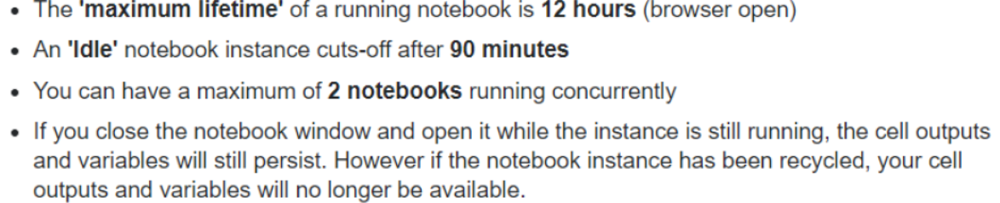 • The 'maximum lifetime' of a running notebook is 12 hours (browser open)
• An 'Idle' notebook instance cuts-off after 90 minutes
• You can have a maximum of 2 notebooks running concurrently
• If you close the notebook window and open it while the instance is still running, the cell outputs
and variables will still persist. However if the notebook instance has been recycled, your cell
outputs and variables will no longer be available.